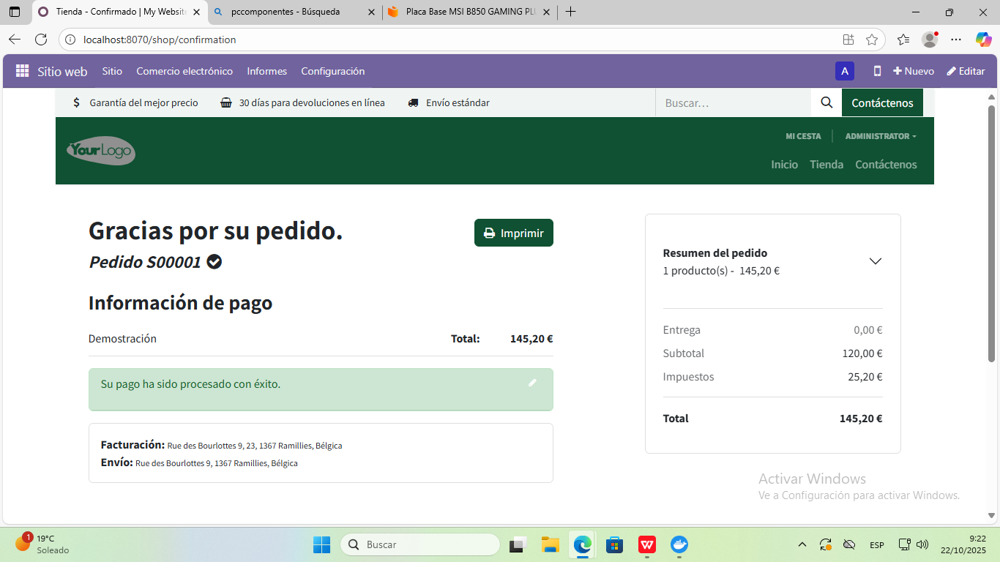 Tienda - Confirmado | My Website
pccomponentes - Búsqueda
Placa Base MSI B850 GAMING PLU
localhost:8070/shop/confirmation
Sitio web Sitio Comercio electrónico Informes Configuración A Nuevo Editar
Garantía del mejor precio 30 días para devoluciones en línea Envío estándar Buscar... Contáctenos
YourLogo
MI CESTA ADMINISTRATOR
Inicio Tienda Contáctenos
Gracias por su pedido.
Imprimir
Pedido S00001
Información de pago
Demostración Total: 145,20 €
Su pago ha sido procesado con éxito.
Facturación: Rue des Bourlottes 9, 23, 1367 Ramillies, Bélgica
Envío: Rue des Bourlottes 9, 1367 Ramillies, Bélgica
Resumen del pedido
1 producto(s) - 145,20 €
Entrega 0,00 €
Subtotal 120,00 €
Impuestos 25,20 €
Total 145,20 €
Activar Windows
Ve a Configuración para activar Windows.
1
19°C
Soleado
Buscar
ESP
9:22
22/10/2025